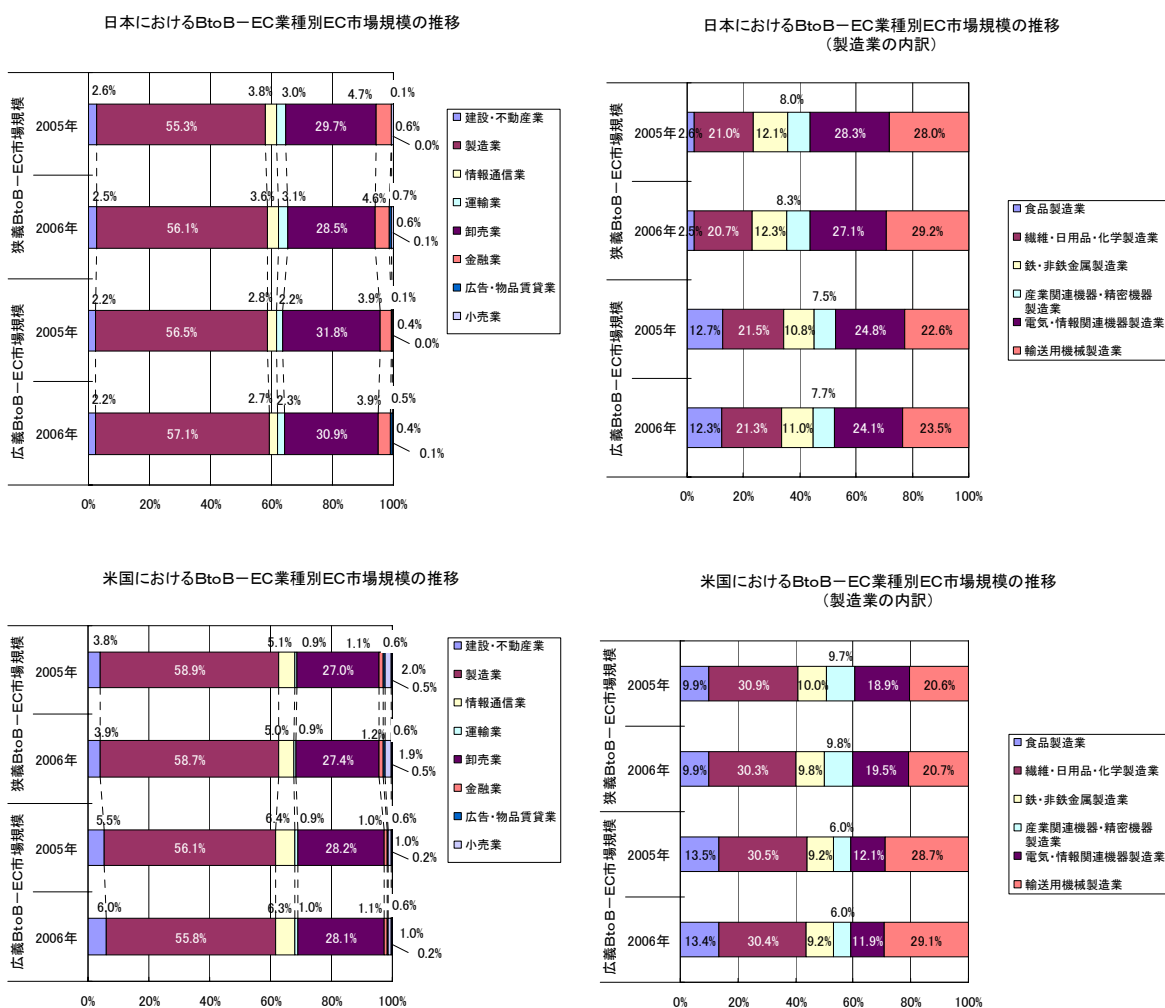 日本におけるBtoB－EC業種別EC市場規模の推移
狭義BtoB－EC市場規模
広義BtoB－EC市場規模
2.6%
3.8%
3.0%
4.7%
0.1%
2005年
55.3%
29.7%
0.6%
0.0%
2.5%
3.6%
3.1%
4.6%
0.7%
2006年
56.1%
28.5%
0.6%
0.1%
2.2%
2.8%
2.2%
3.9%
0.1%
2005年
56.5%
31.8%
0.4%
0.0%
2.2%
2.7%
2.3%
3.9%
0.5%
2006年
57.1%
30.9%
0.4%
0.1%
0%
20%
40%
60%
80%
100%
建設・不動産業
製造業
情報通信業
運輸業
卸売業
金融業
広告・物品賃貸業
小売業
日本におけるBtoB－EC業種別EC市場規模の推移
（製造業の内訳）
狭義BtoB－EC市場規模
広義BtoB－EC市場規模
8.0%
2005年
2.6%
21.0%
12.1%
28.3%
28.0%
8.3%
2006年
2.5%
20.7%
12.3%
27.1%
29.2%
7.5%
2005年
12.7%
21.5%
10.8%
24.8%
22.6%
7.7%
2006年
12.3%
21.3%
11.0%
24.1%
23.5%
0%
20%
40%
60%
80%
100%
食品製造業
繊維・日用品・化学製造業
鉄・非鉄金属製造業
産業関連機器・精密機器
製造業
電気・情報関連機器製造業
輸送用機械製造業
米国におけるBtoB－EC業種別EC市場規模の推移
狭義BtoB－EC市場規模
広義BtoB－EC市場規模
3.8%
5.1%
0.9%
1.1%
0.6%
2005年
58.9%
27.0%
2.0%
0.5%
3.9%
5.0%
0.9%
1.2%
0.6%
2006年
58.7%
27.4%
1.9%
0.5%
5.5%
6.4%
0.9%
1.0%
0.6%
2005年
56.1%
28.2%
1.0%
0.2%
6.0%
6.3%
1.0%
1.1%
0.6%
2006年
55.8%
28.1%
1.0%
0.2%
0%
20%
40%
60%
80%
100%
建設・不動産業
製造業
情報通信業
運輸業
卸売業
金融業
広告・物品賃貸業
小売業
米国におけるBtoB－EC業種別EC市場規模の推移
（製造業の内訳）
狭義BtoB－EC市場規模
広義BtoB－EC市場規模
9.7%
2005年
9.9%
30.9%
10.0%
18.9%
20.6%
9.8%
2006年
9.9%
30.3%
9.8%
19.5%
20.7%
6.0%
2005年
13.5%
30.5%
9.2%
12.1%
28.7%
6.0%
2006年
13.4%
30.4%
9.2%
11.9%
29.1%
0%
20%
40%
60%
80%
100%
食品製造業
繊維・日用品・化学製造業
鉄・非鉄金属製造業
産業関連機器・精密機器
製造業
電気・情報関連機器製造業
輸送用機械製造業